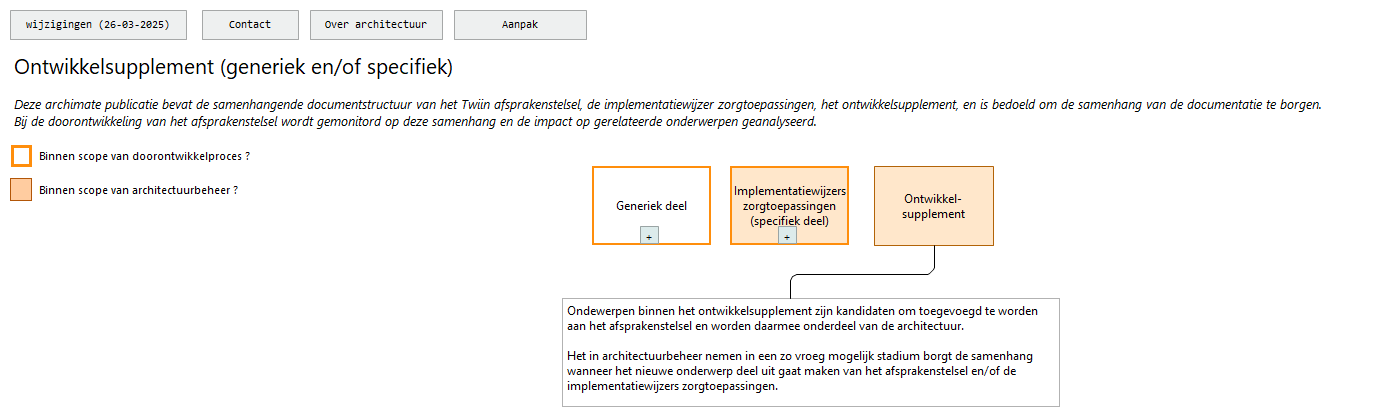 wijzigingen (26-03-2025)
Contact
Over architectuur
Aanpak
Ontwikkelsupplement (generiek en/of specifiek)
Deze archimate publicatie bevat de samenhangende documentstructuur van het Twiin afsprakenstelsel, de implementatiewijzer zorgtoepassingen, het ontwikkelsupplement, en is bedoeld om de samenhang van de documentatie te borgen.
Bij de doorontwikkeling van het afsprakenstelsel wordt gemonitord op deze samenhang en de impact op gerelateerde onderwerpen geanalyseerd.
Binnen scope van doorontwikkelproces ?
Binnen scope van architectuurbeheer ?
Generiek deel
+
Implementatiewijzers
zorgtoepassingen
(specifiek deel)
+
Ontwikkel-
supplement
Ondewerpen binnen het ontwikkelsupplement zijn kandidaten om toegevoegd te worden
aan het afsprakenstelsel en worden daarmee onderdeel van de architectuur.
Het in architectuurbeheer nemen in een zo vroeg mogelijk stadium borgt de samenhang
wanneer het nieuwe onderwerp deel uit gaat maken van het afsprakenstelsel en/of de
implementatiewijzers zorgtoepassingen.